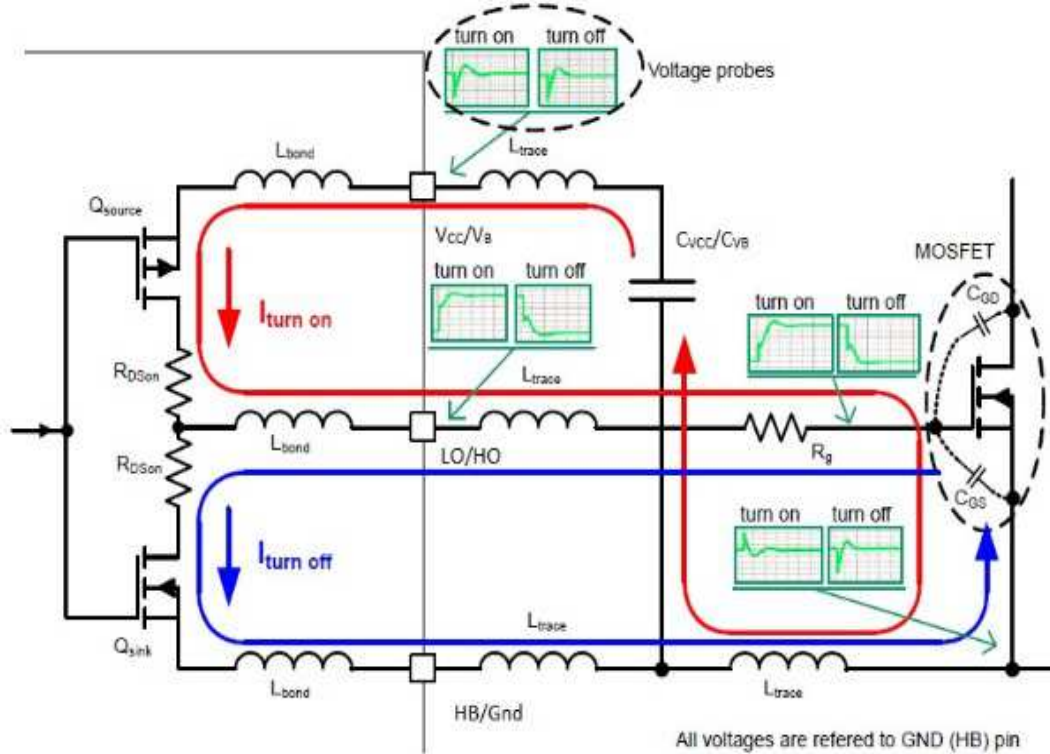 turn on turn off
Voltage probes
Lbond
Ltrace
Qsource
VCC/VB
CVCC/CVB
MOSFET
turn on turn off
turn on turn off
CGD
Iturn on
RDSon
Ltrace
Lbond
LO/HO
Rg
RDSon
CGS
turn on turn off
Iturn off
Ltrace
Qsink
Lbond
HB/Gnd
Ltrace
All voltages are refered to GND (HB) pin